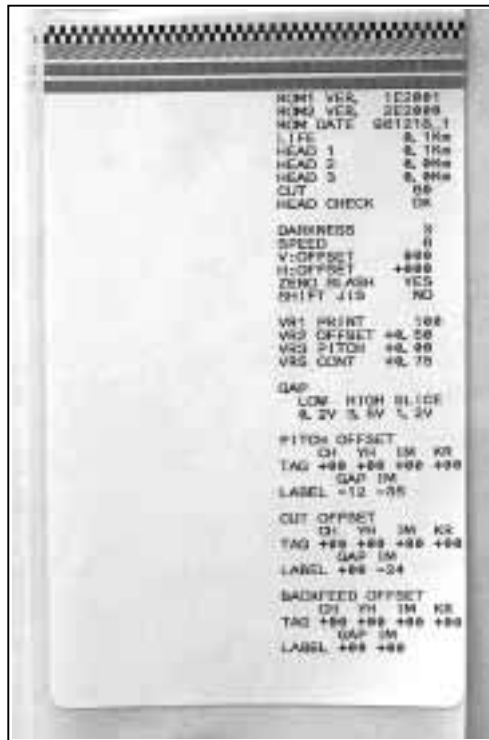 ROM1 VER. 1E2001
ROM2 VER. 2E2000
ROM DATE 001218_1
LIFE 0.1Km
HEAD 1 0.1Km
HEAD 2 0.0Km
HEAD 3 0.0Km
CUT 80
HEAD CHECK OK
DARKNESS 3
SPEED
V:OFFSET 000
H:OFFSET +000
ZERO SLASH YES
SHIFT JIS NO
VR1 PRINT 100
VR2 OFFSET +0.50
VR3 PITCH +0.00
VR5 CONT +0.75
GAP
LOW HIGH SLICE
0.2V 3.5V 1.2V
PITCH OFFSET
CH YH IM KR
TAG +00 +00 +00 +00
GAP IM
LABEL -12 -35
CUT OFFSET
CH YH IM KR
TAG +00 +00 +00 +00
GAP IM
LABEL +00 -24
BACKFEED OFFSET
CH YH IM KR
TAG +00 +00 +00 +00
GAP IM
LABEL +00 +00